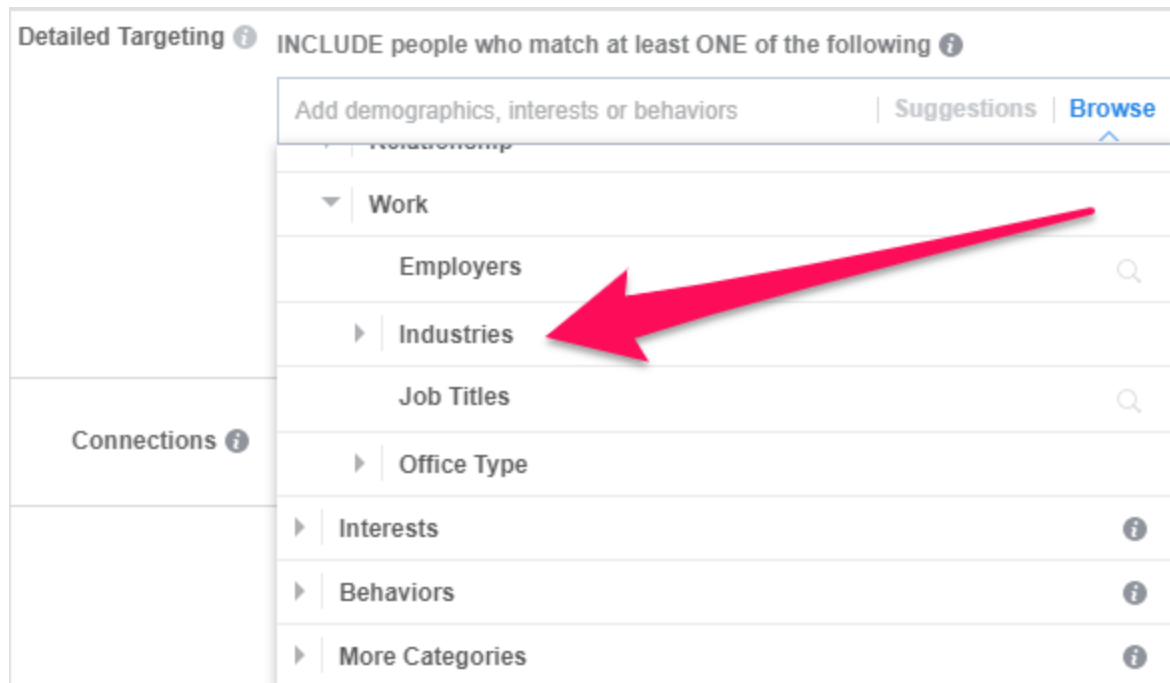 Detailed Targeting
INCLUDE people who match at least ONE of the following
Add demographics, interests or behaviors
Suggestions
Browse
Relationship
Work
Employers
Industries
Job Titles
Connections
Office Type
Interests
Behaviors
More Categories